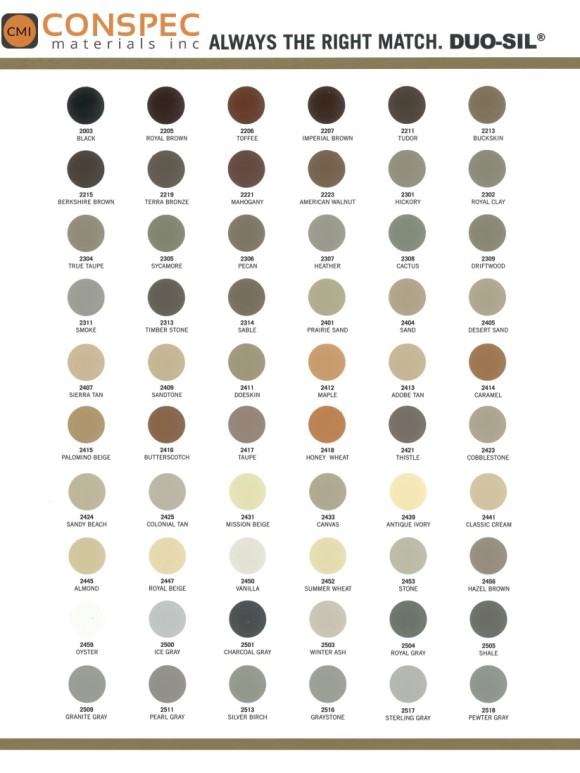 CMI
CONSPEC
materials inc
ALWAYS THE RIGHT MATCH. DUO-SIL®
2003 2205 2206 2207 2211 2213
BLACK ROYAL BROWN TOFFEE IMPERIAL BROWN TUDOR BUCKSKIN
2215 2219 2221 2223 2301 2302
BERKSHIRE BROWN TERRA BRONZE MAHOGANY AMERICAN WALNUT HICKORY ROYAL CLAY
2304 2305 2306 2307 2308 2309
TRUE TAUPE SYCAMORE PECAN HEATHER CACTUS DRIFTWOOD
2311 2313 2314 2401 2404 2405
SMOKE TIMBER STONE SABLE PRAIRIE SAND SAND DESERT SAND
2407 2409 2411 2412 2413 2414
SIERRA TAN SANDTONE DOESKIN MAPLE ADOBE TAN CARAMEL
2415 2416 2417 2418 2421 2423
PALOMINO BEIGE BUTTERSCOTCH TAUPE HONEY WHEAT THISTLE COBBLESTONE
2424 2425 2431 2433 2439 2441
SANDY BEACH COLONIAL TAN MISSION BEIGE CANVAS ANTIQUE IVORY CLASSIC CREAM
2445 2447 2450 2452 2453 2456
ALMOND ROYAL BEIGE VANILLA SUMMER WHEAT STONE HAZEL BROWN
2459 2500 2501 2503 2504 2505
OYSTER ICE GRAY CHARCOAL GRAY WINTER ASH ROYAL GRAY SHALE
2509 2511 2513 2516 2517 2518
GRANITE GRAY PEARL GRAY SILVER BIRCH GRAYSTONE STERLING GRAY PEWTER GRAY